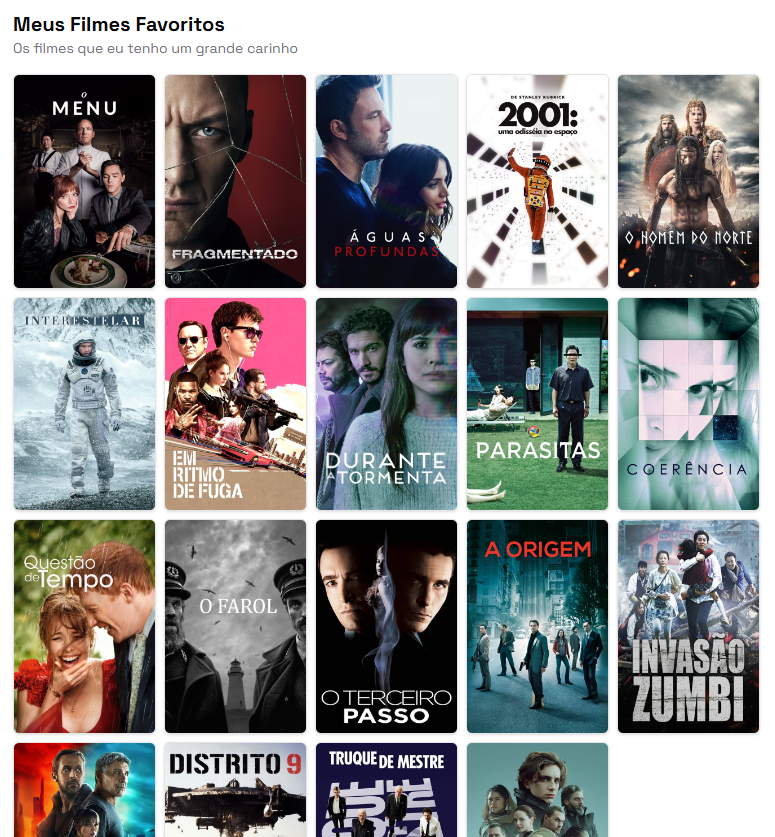 Meus Filmes Favoritos
Os filmes que eu tenho um grande carinho
O
MENU
FRAGMENTADO
ÁGUAS
PROFUNDAS
DE STANLEY KUBRICK
2001:
uma odisséia no espaço
O HOMEM DO NORTE
INTERESTELAR
EM
RITMO
DE FUGA
DURANTE
A TORMENTA
PARASITAS
COERÊNCIA
Questão
de Tempo
O FAROL
O TERCEIRO
PASSO
A ORIGEM
INVASÃO
ZUMBI
DISTRITO 9
TRUQUE DE MESTRE